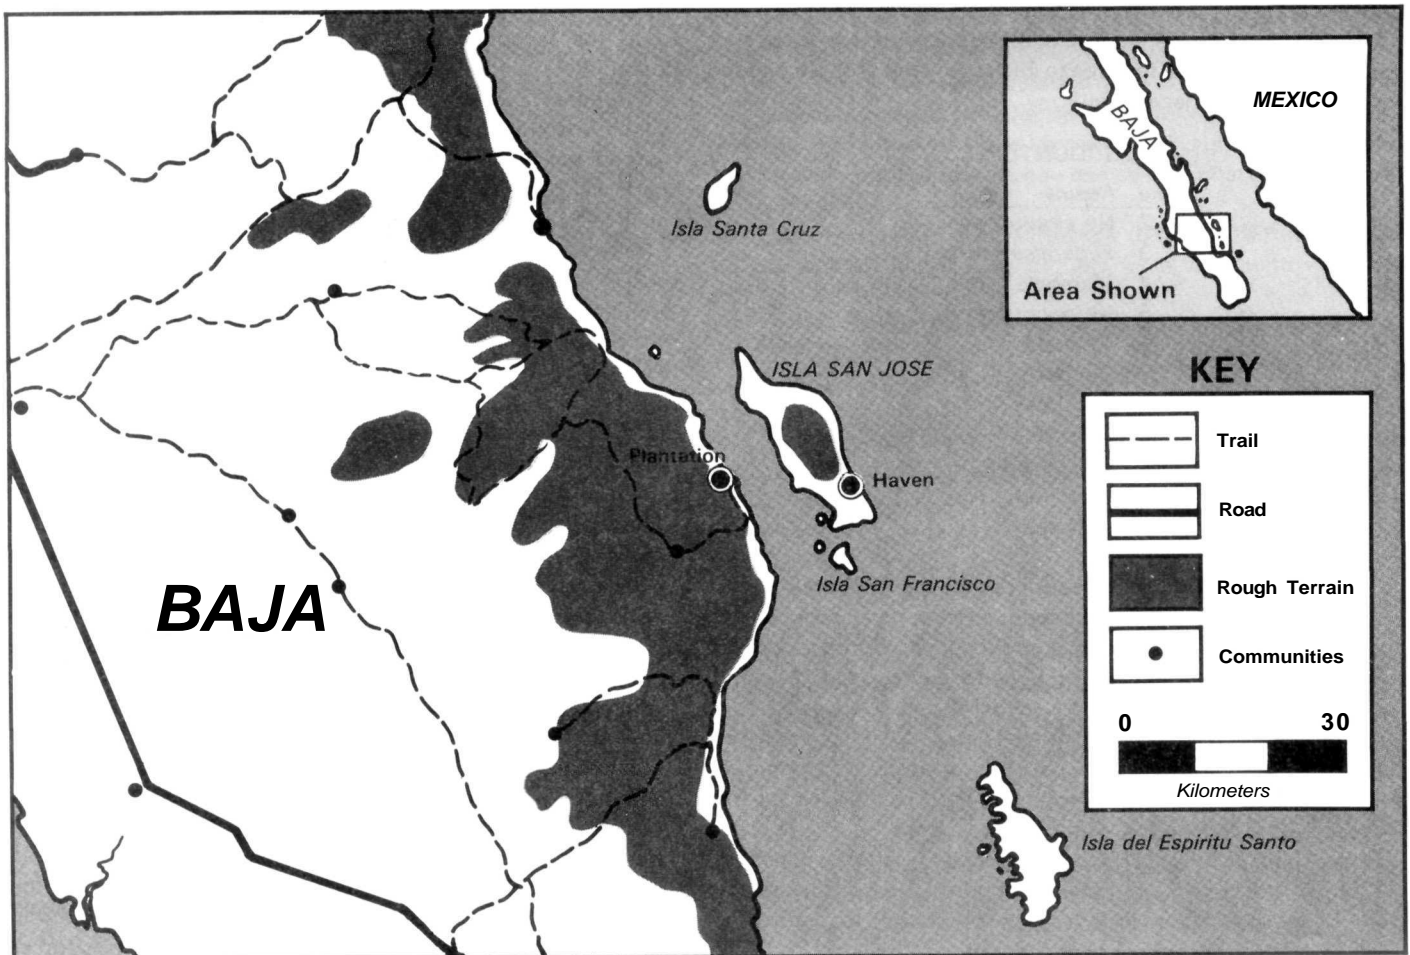 MEXICO
BAJA
Area Shown
Isla Santa Cruz
ISLA SAN JOSE
Plantation
Haven
Isla San Francisco
BAJA
Isla del Espiritu Santo
KEY
Trail
Road
Rough Terrain
Communities
0 30
Kilometers